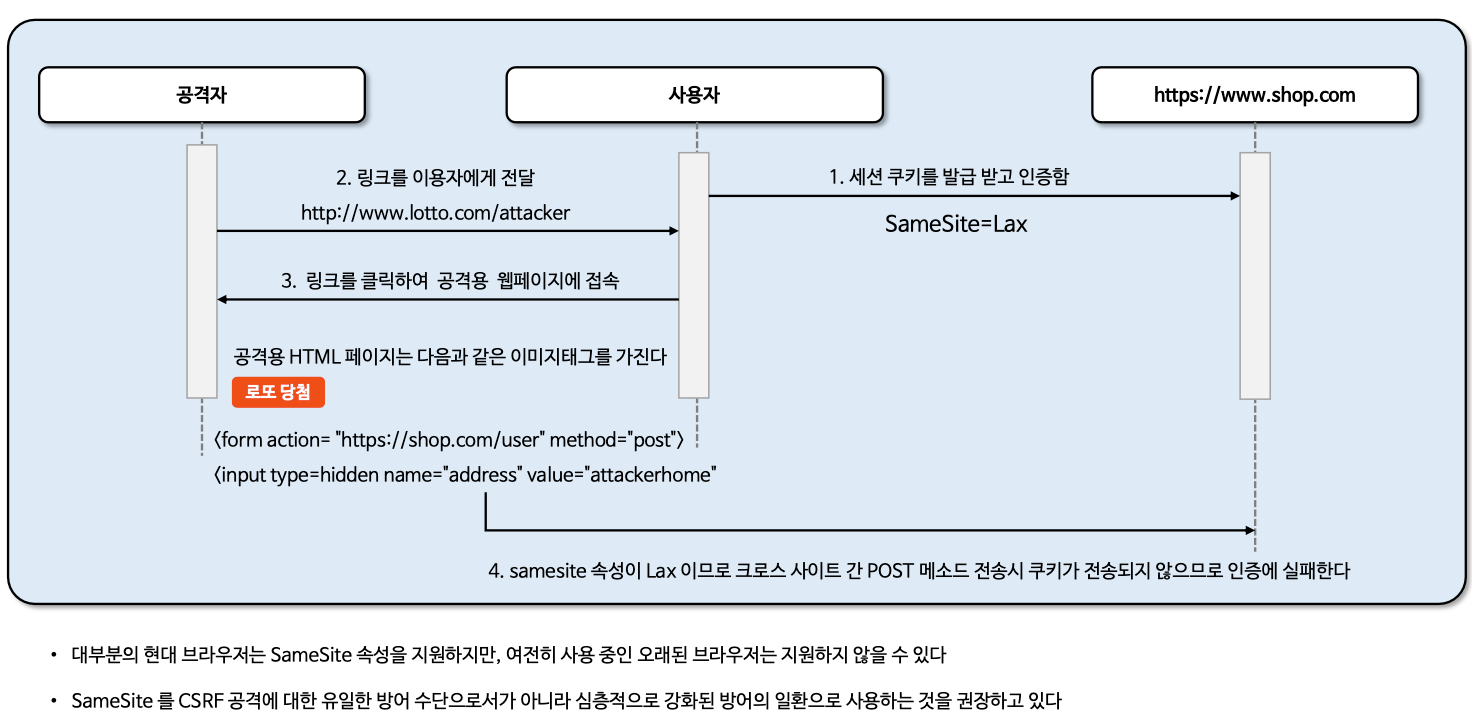 공격자
사용자
https://www.shop.com
2. 링크를 이용자에게 전달
http://www.lotto.com/attacker
1. 세션 쿠키를 발급 받고 인증함
SameSite=Lax
3. 링크를 클릭하여 공격용 웹페이지에 접속
공격용 HTML 페이지는 다음과 같은 이미지태그를 가진다
로또 당첨
<form action= "https://shop.com/user" method="post">
<input type=hidden name="address" value="attackerhome"
4. samesite 속성이 Lax 이므로 크로스 사이트 간 POST 메소드 전송시 쿠키가 전송되지 않으므로 인증에 실패한다
• 대부분의 현대 브라우저는 SameSite 속성을 지원하지만, 여전히 사용 중인 오래된 브라우저는 지원하지 않을 수 있다
• SameSite 를 CSRF 공격에 대한 유일한 방어 수단으로서가 아니라 심층적으로 강화된 방어의 일환으로 사용하는 것을 권장하고 있다